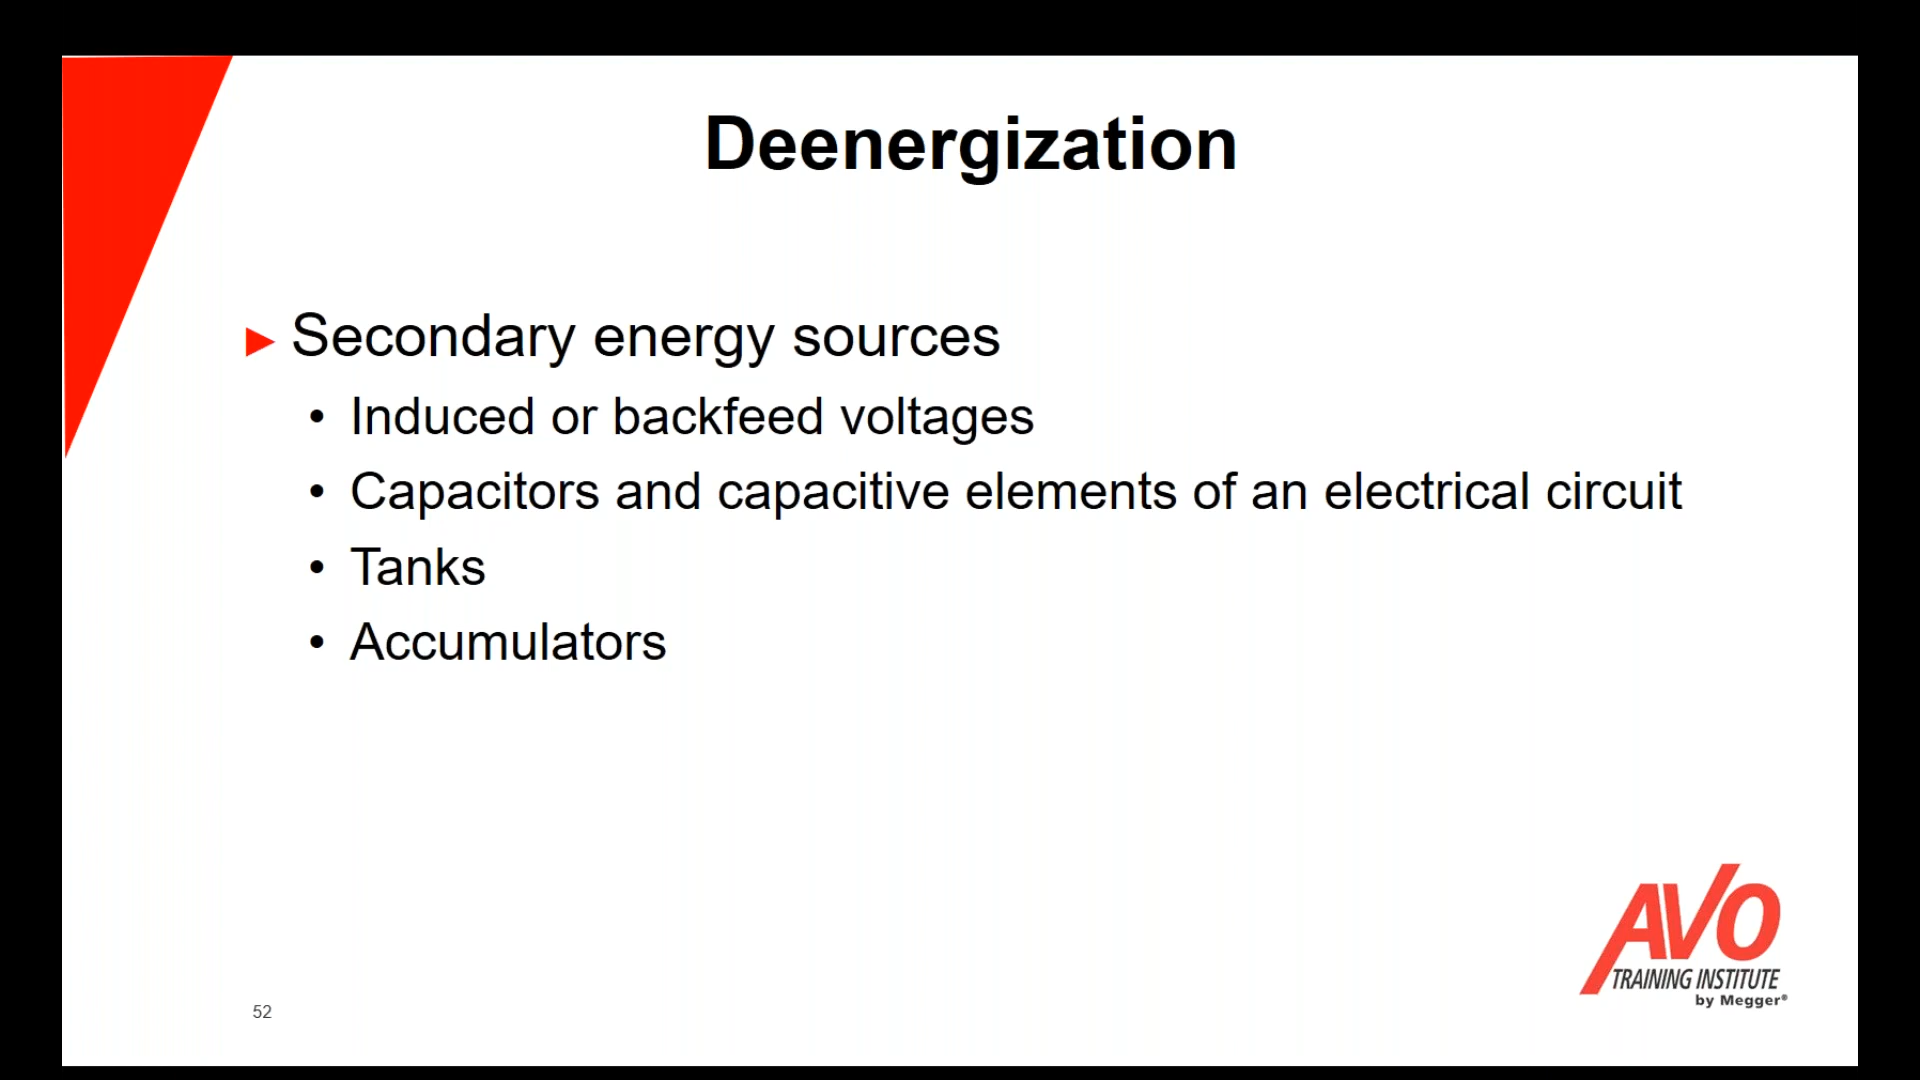 Deenergization
► Secondary energy sources
• Induced or backfeed voltages
• Capacitors and capacitive elements of an electrical circuit
• Tanks
• Accumulators
AVO
TRAINING INSTITUTE
by Megger®
52